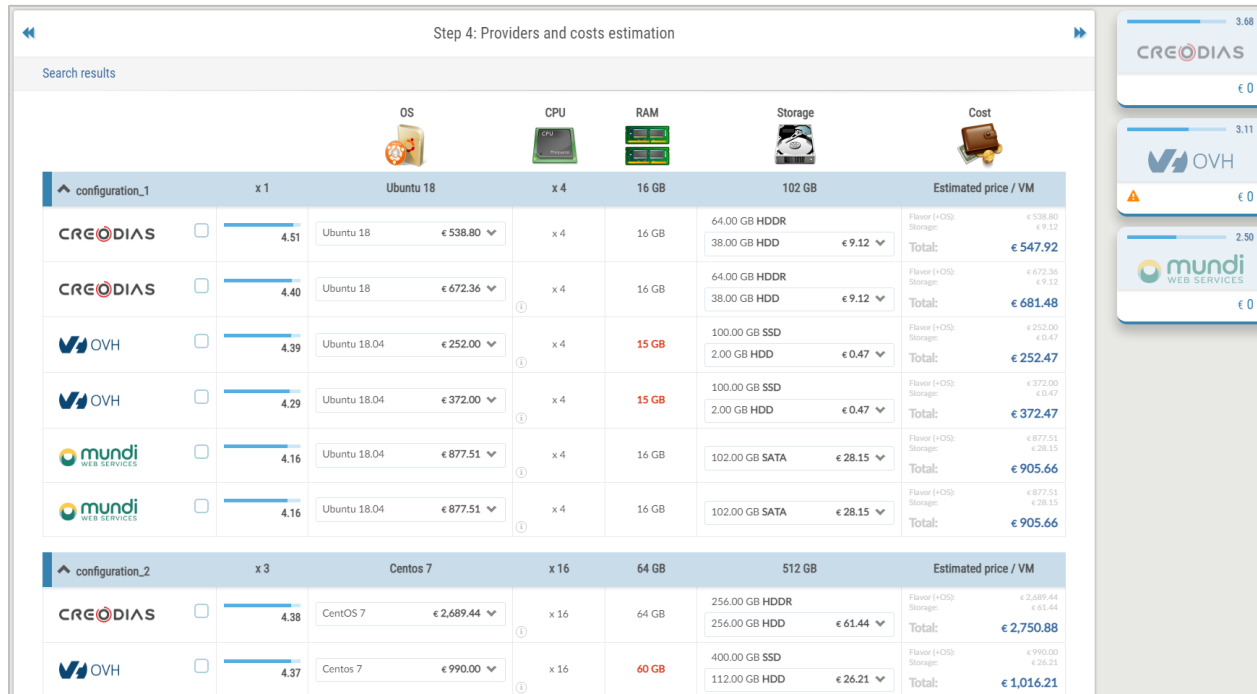 Step 4: Providers and costs estimation
Search results
OS CPU RAM Storage Cost
CPU
configuration_1 x 1 Ubuntu 18 x 4 16 GB 102 GB Estimated price / VM
CREODIAS 4.51 Ubuntu 18 € 538.80 x 4 16 GB 64.00 GB HDDR 38.00 GB HDD € 9.12 Flavor (+OS): € 538.80 Storage: € 9.12 Total: € 547.92
CREODIAS 4.40 Ubuntu 18 € 672.36 x 4 16 GB 64.00 GB HDDR 38.00 GB HDD € 9.12 Flavor (+OS): € 672.36 Storage: € 9.12 Total: € 681.48
OVH 4.39 Ubuntu 18.04 € 252.00 x 4 15 GB 100.00 GB SSD 2.00 GB HDD € 0.47 Flavor (+OS): € 252.00 Storage: € 0.47 Total: € 252.47
OVH 4.29 Ubuntu 18.04 € 372.00 x 4 15 GB 100.00 GB SSD 2.00 GB HDD € 0.47 Flavor (+OS): € 372.00 Storage: € 0.47 Total: € 372.47
mundi WEB SERVICES 4.16 Ubuntu 18.04 € 877.51 x 4 16 GB 102.00 GB SATA € 28.15 Flavor (+OS): € 877.51 Storage: € 28.15 Total: € 905.66
mundi WEB SERVICES 4.16 Ubuntu 18.04 € 877.51 x 4 16 GB 102.00 GB SATA € 28.15 Flavor (+OS): € 877.51 Storage: € 28.15 Total: € 905.66
configuration_2 x 3 Centos 7 x 16 64 GB 512 GB Estimated price / VM
CREODIAS 4.38 CentOS 7 € 2,689.44 x 16 64 GB 256.00 GB HDDR 256.00 GB HDD € 61.44 Flavor (+OS): € 2,689.44 Storage: € 61.44 Total: € 2,750.88
OVH 4.37 Centos 7 € 990.00 x 16 60 GB 400.00 GB SSD 112.00 GB HDD € 26.21 Flavor (+OS): € 990.00 Storage: € 26.21 Total: € 1,016.21
3.68
CREODIAS
€ 0
3.11
OVH
€ 0
2.50
mundi
WEB SERVICES
€ 0